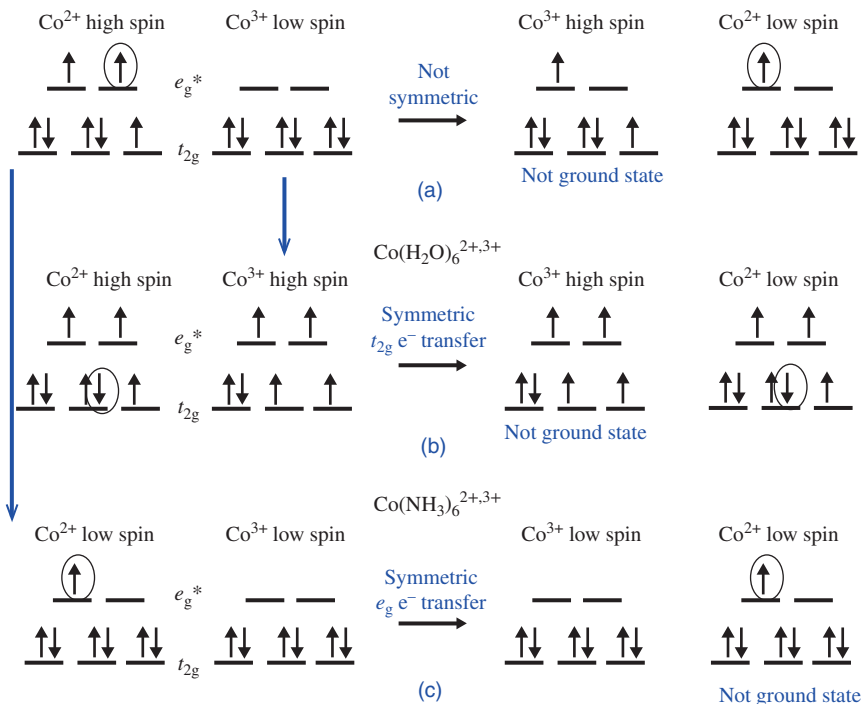 Co²⁺ high spin Co³⁺ low spin Co³⁺ high spin Co²⁺ low spin
eg*
Not
symmetric
t2g
Not ground state
(a)
Co(H₂O)₆²⁺,³⁺
Co²⁺ high spin Co³⁺ high spin Co³⁺ high spin Co²⁺ low spin
eg*
Symmetric
t2g e⁻ transfer
t2g
Not ground state
(b)
Co(NH₃)₆²⁺,³⁺
Co²⁺ low spin Co³⁺ low spin Co³⁺ low spin Co²⁺ low spin
eg*
Symmetric
eg e⁻ transfer
t2g
(c)
Not ground state